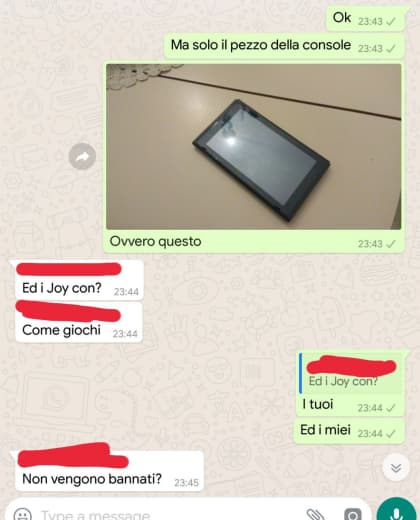 Ok 23:43
Ma solo il pezzo della console 23:43
Ovvero questo 23:43
Ed i Joy con? 23:44
Come giochi 23:44
Ed i Joy con?
I tuoi 23:44
Ed i miei 23:44
Non vengono bannati? 23:45
Type a message